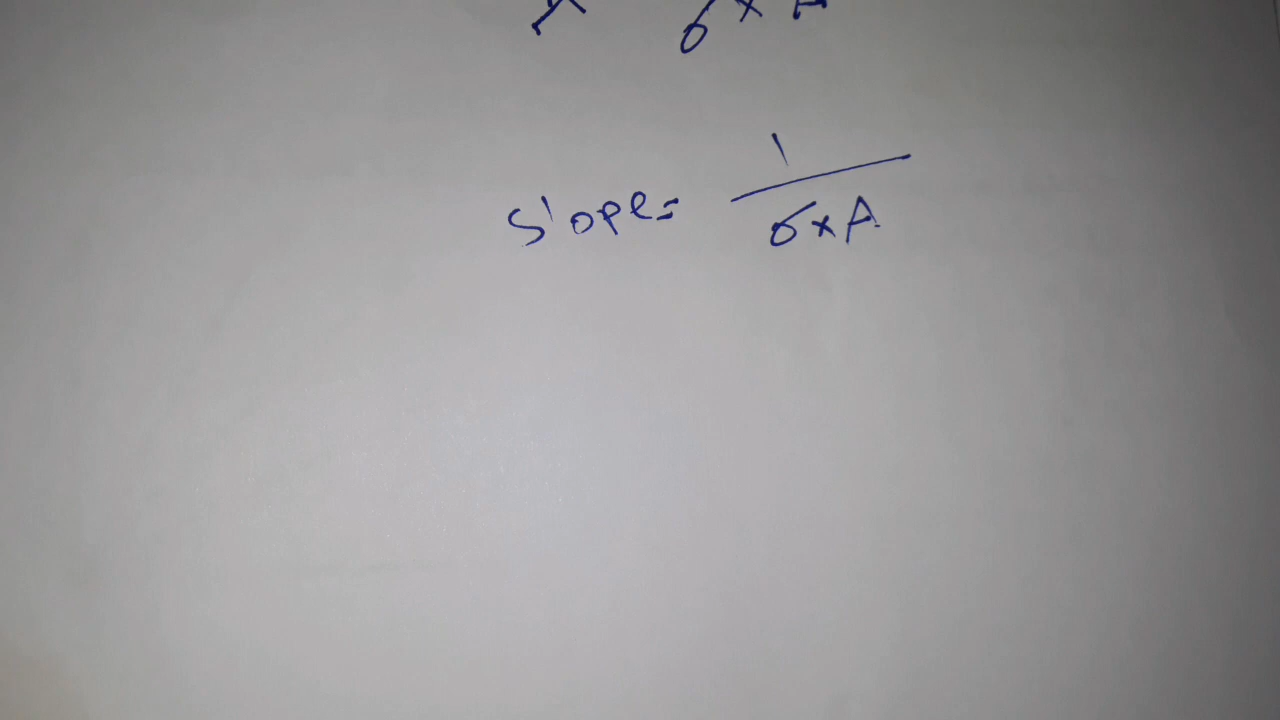 σ x A
slope = 1 / σ x A